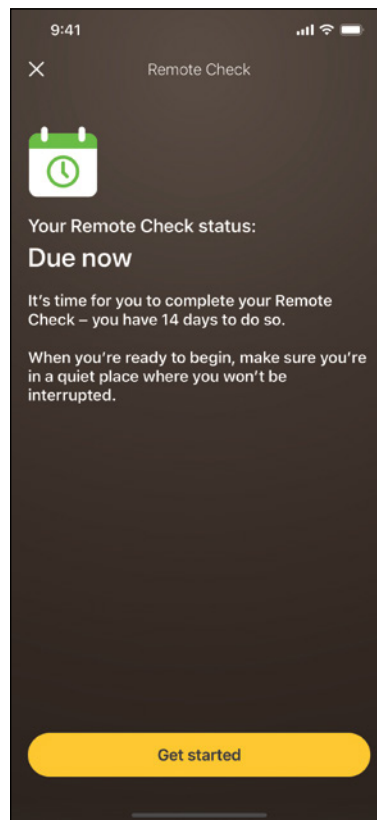 9:41
Remote Check
Your Remote Check status:
Due now
It's time for you to complete your Remote
Check – you have 14 days to do so.
When you're ready to begin, make sure you're
in a quiet place where you won't be
interrupted.
Get started